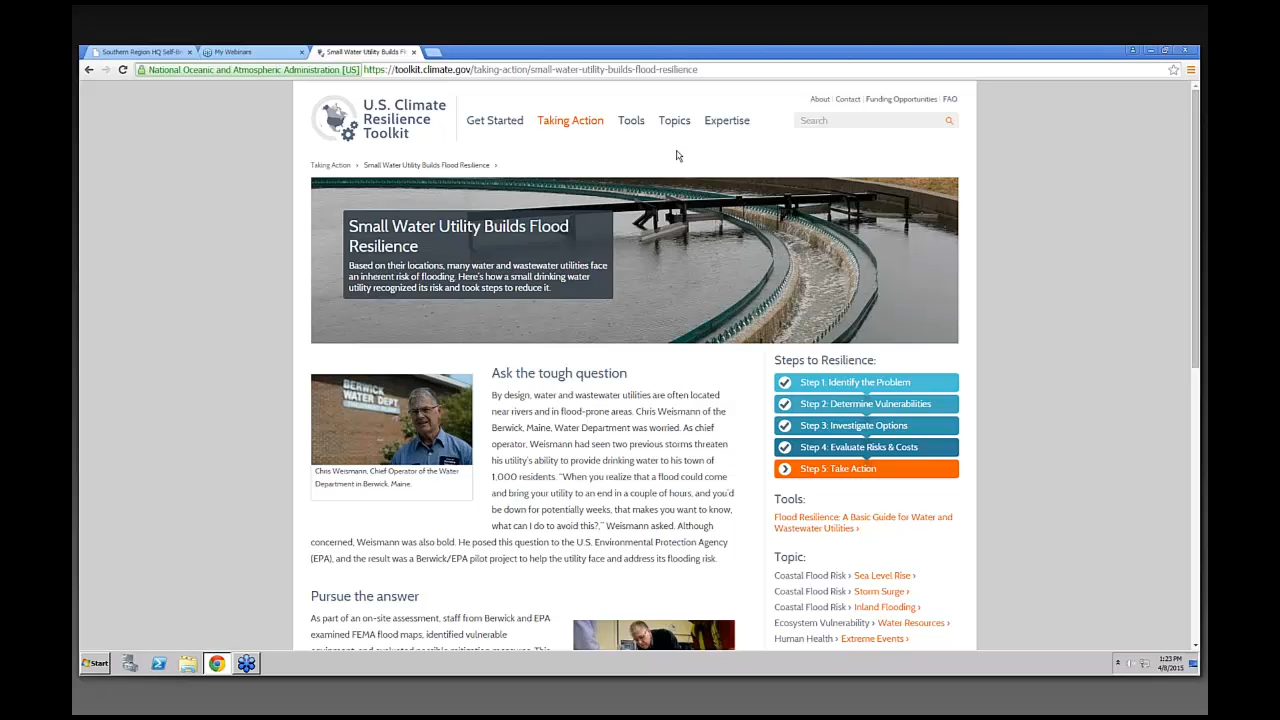 Southern Region HQ Self-Br
My Webinars
Small Water Utility Builds Fl
National Oceanic and Atmospheric Administration [US]
https://toolkit.climate.gov/taking-action/small-water-utility-builds-flood-resilience
U.S. Climate
Resilience
Toolkit
About | Contact | Funding Opportunities | FAQ
Get Started Taking Action Tools Topics Expertise
Search
Taking Action › Small Water Utility Builds Flood Resilience ›
Small Water Utility Builds Flood
Resilience
Based on their locations, many water and wastewater utilities face
an inherent risk of flooding. Here's how a small drinking water
utility recognized its risk and took steps to reduce it.
BERWICK
WATER DEPT.
Chris Weismann, Chief Operator of the Water
Department in Berwick, Maine.
Ask the tough question
By design, water and wastewater utilities are often located
near rivers and in flood-prone areas. Chris Weismann of the
Berwick, Maine, Water Department was worried. As chief
operator, Weismann had seen two previous storms threaten
his utility's ability to provide drinking water to his town of
1,000 residents. "When you realize that a flood could come
and bring your utility to an end in a couple of hours, and you'd
be down for potentially weeks, that makes you want to know,
what can I do to avoid this?," Weismann asked. Although
concerned, Weismann was also bold. He posed this question to the U.S. Environmental Protection Agency
(EPA), and the result was a Berwick/EPA pilot project to help the utility face and address its flooding risk.
Pursue the answer
As part of an on-site assessment, staff from Berwick and EPA
examined FEMA flood maps, identified vulnerable
Steps to Resilience:
Step 1: Identify the Problem
Step 2: Determine Vulnerabilities
Step 3: Investigate Options
Step 4: Evaluate Risks & Costs
Step 5: Take Action
Tools:
Flood Resilience: A Basic Guide for Water and
Wastewater Utilities ›
Topic:
Coastal Flood Risk › Sea Level Rise ›
Coastal Flood Risk › Storm Surge ›
Coastal Flood Risk › Inland Flooding ›
Ecosystem Vulnerability › Water Resources ›
Human Health › Extreme Events ›
Start
1:23 PM
4/8/2015